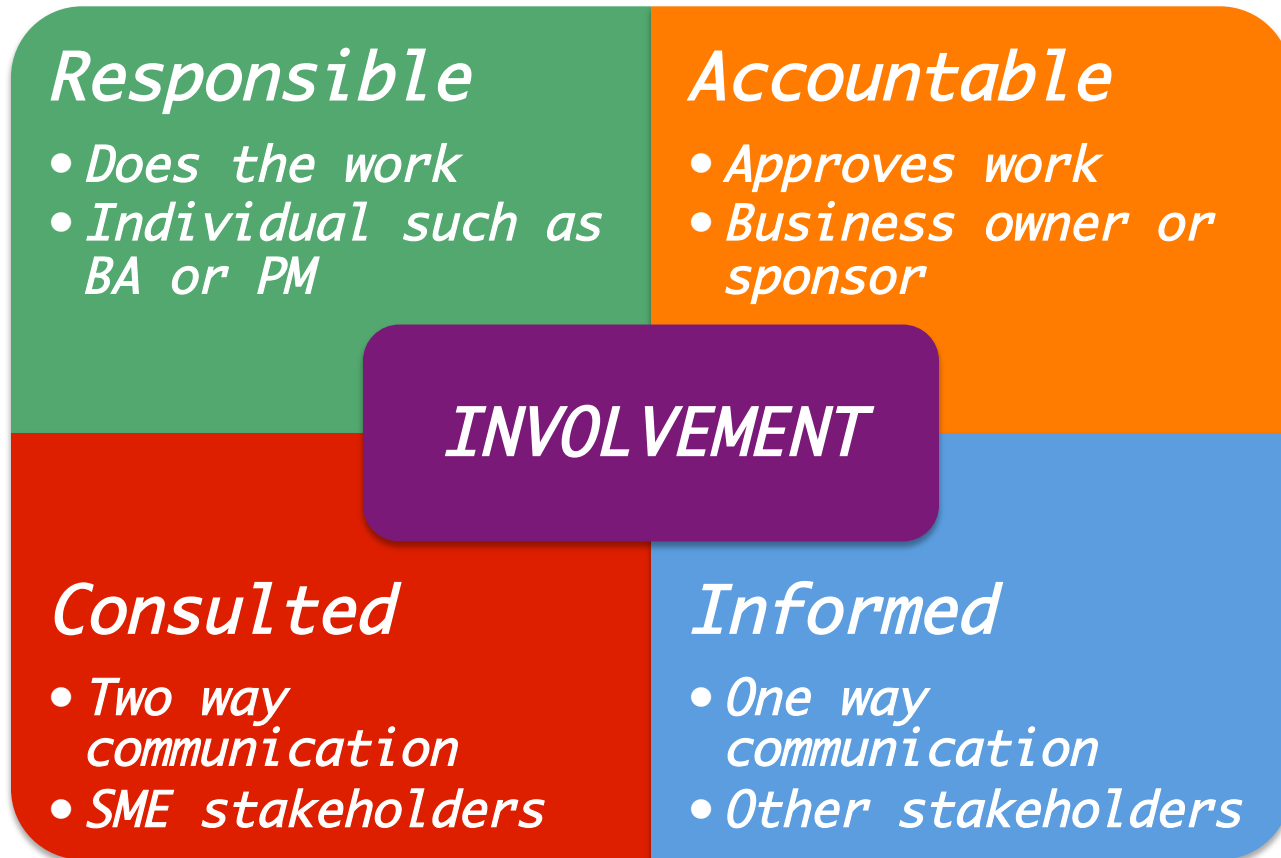 Responsible
• Does the work
• Individual such as
BA or PM
Accountable
• Approves work
• Business owner or
sponsor
INVOLVEMENT
Consulted
• Two way
communication
• SME stakeholders
Informed
• One way
communication
• Other stakeholders